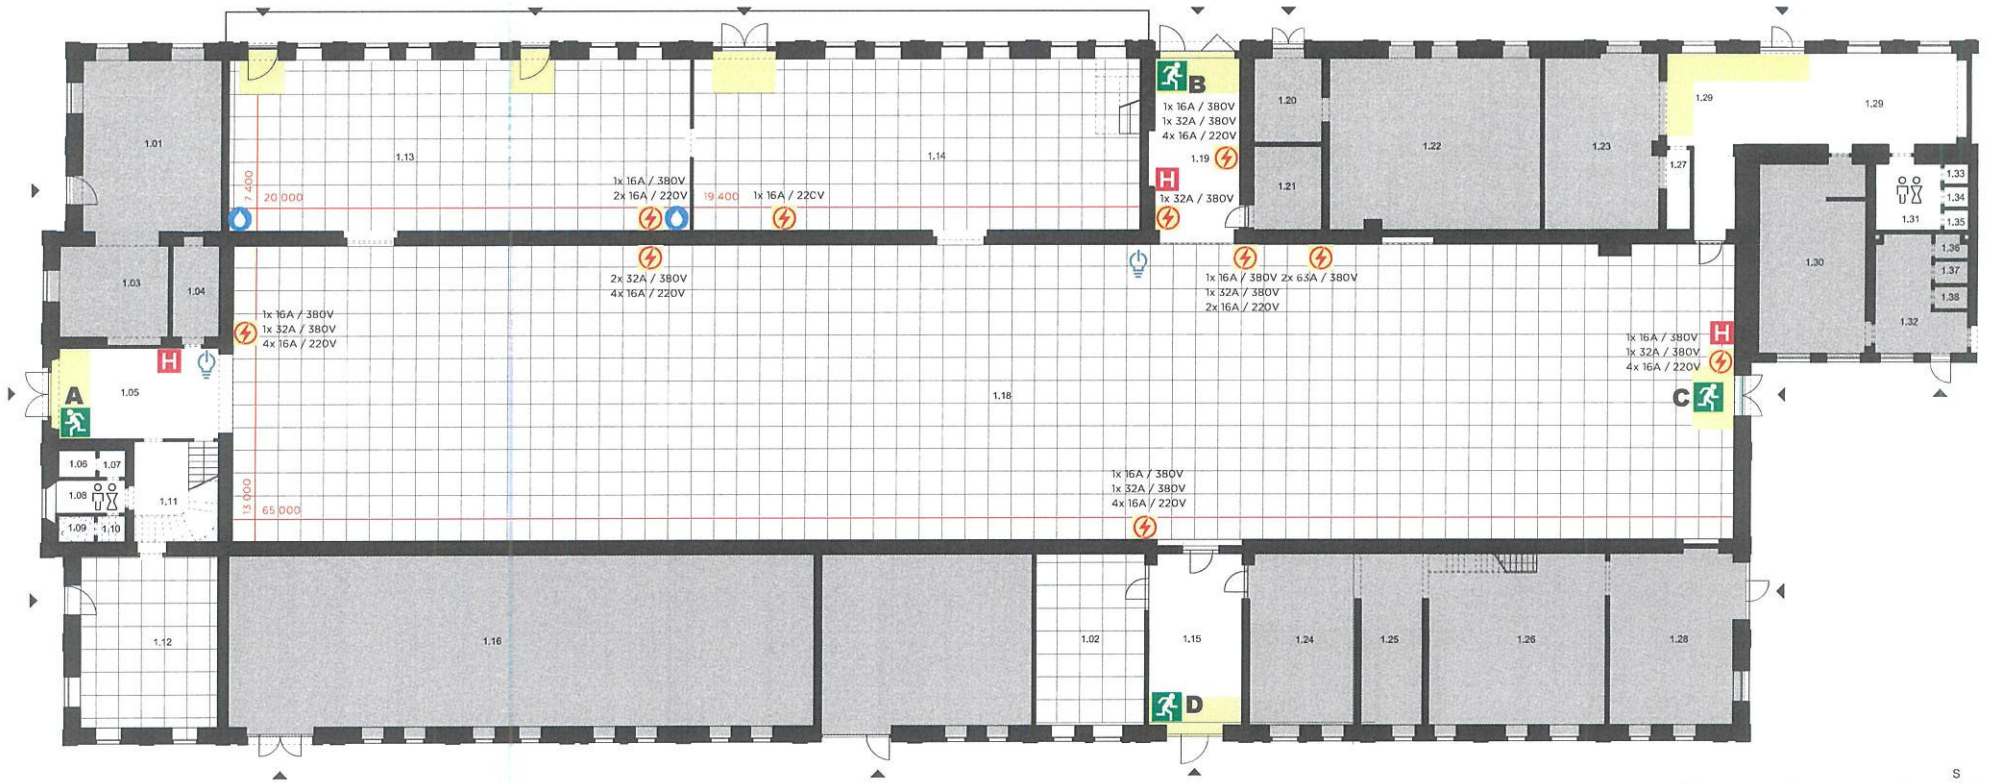 B
1x 16A / 380V
1x 32A / 380V
4x 16A / 220V
1.20
1.29
1.29
1.01
1.13
1.14
1.19
1.22
1.23
1.27
1.33
1.34
1.35
1.31
7 400
20 000
1x 16A / 380V
2x 16A / 220V
19 400
1x 16A / 22CV
H
1x 32A / 380V
1.21
1.36
1.37
1.38
1.30
1.32
1.03
1.04
2x 32A / 380V
4x 16A / 220V
1x 16A / 380V
1x 32A / 380V
2x 16A / 220V
2x 63A / 380V
1x 16A / 380V
1x 32A / 380V
4x 16A / 220V
H
1x 16A / 380V
1x 32A / 380V
4x 16A / 220V
H
A
1.05
1.18
C
1.06
1.07
1.08
1.09
1.10
1.11
13 000
65 000
1x 16A / 380V
1x 32A / 380V
4x 16A / 220V
1.12
1.16
1.02
1.15
1.24
1.25
1.26
1.28
D
S